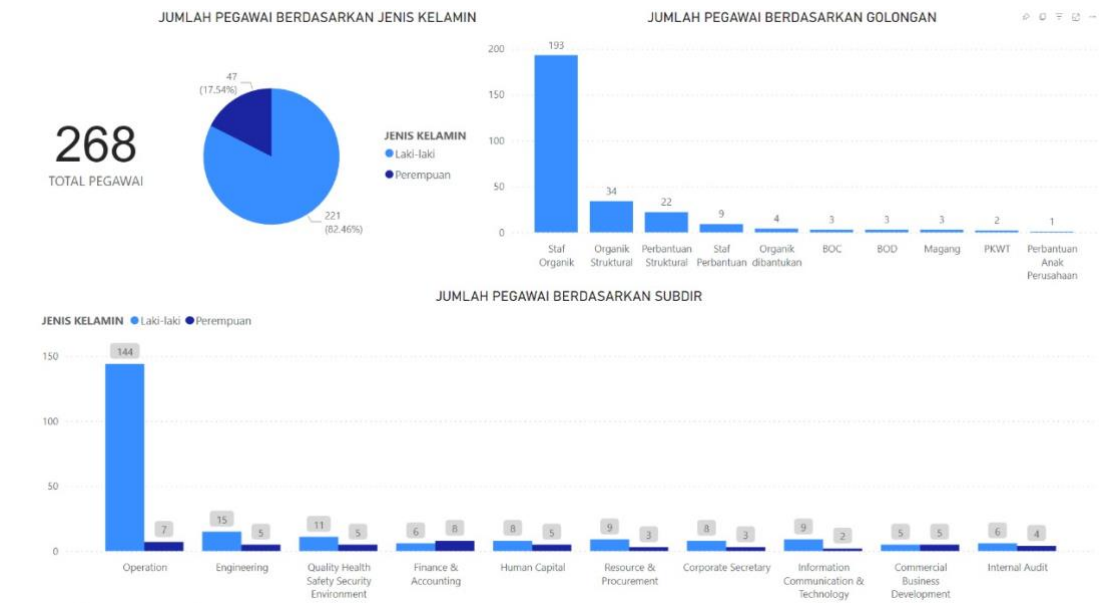 JUMLAH PEGAWAI BERDASARKAN JENIS KELAMIN
268
TOTAL PEGAWAI
47
(17.54%)
221
(82.46%)
JENIS KELAMIN
Laki-laki
Perempuan
JUMLAH PEGAWAI BERDASARKAN GOLONGAN
200
150
100
50
0
193
34
22
9
4
3
3
3
2
1
Staf
Organik
Organik
Struktural
Perbantuan
Struktural
Staf
Perbantuan
Organik
dibantukan
BOC
BOD
Magang
PKWT
Perbantuan
Anak
Perusahaan
JUMLAH PEGAWAI BERDASARKAN SUBDIR
JENIS KELAMIN Laki-laki Perempuan
150
100
50
0
144
7
15
5
11
5
6
8
8
5
9
3
8
3
9
2
5
5
6
4
Operation
Engineering
Quality Health
Safety Security
Environment
Finance &
Accounting
Human Capital
Resource &
Procurement
Corporate Secretary
Information
Communication &
Technology
Commercial
Business
Development
Internal Audit